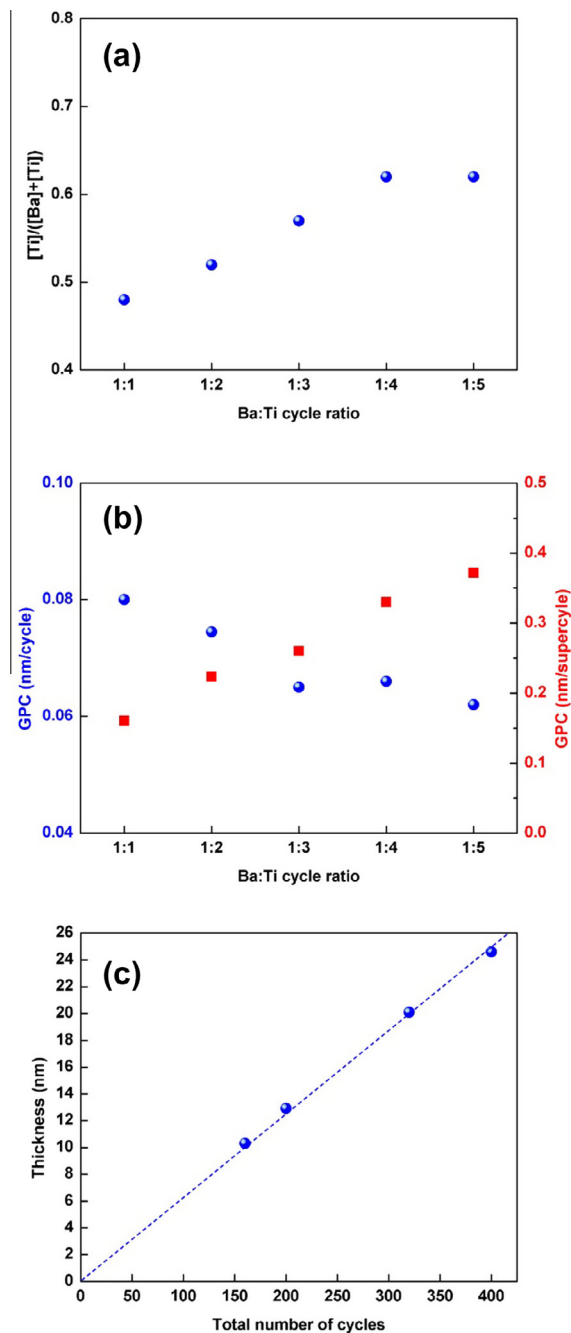 (a)
[Ti]/([Ba]+[Ti])
0.8
0.7
0.6
0.5
0.4
1:1 1:2 1:3 1:4 1:5
Ba:Ti cycle ratio
(b)
GPC (nm/cycle)
0.10
0.08
0.06
0.04
GPC (nm/supercyle)
0.5
0.4
0.3
0.2
0.1
0.0
1:1 1:2 1:3 1:4 1:5
Ba:Ti cycle ratio
(c)
Thickness (nm)
26
24
22
20
18
16
14
12
10
8
6
4
2
0
0 50 100 150 200 250 300 350 400
Total number of cycles